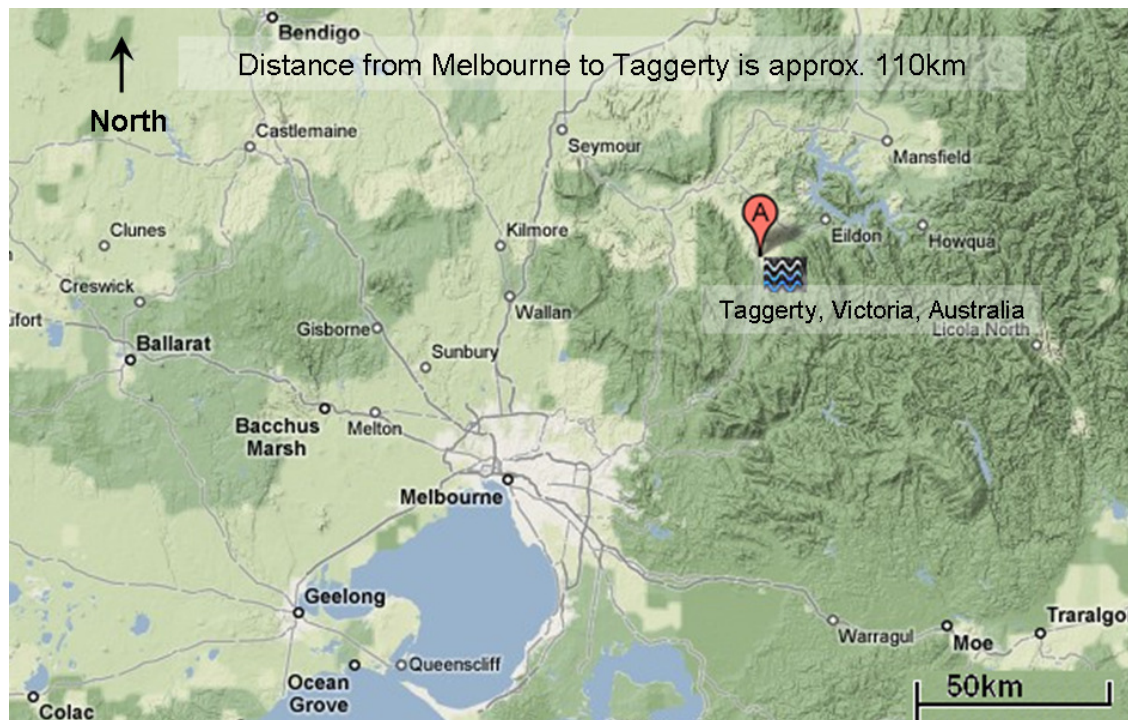 Bendigo
Distance from Melbourne to Taggerty is approx. 110km
North
Castlemaine
Seymour
Mansfield
A
Clunes
Kilmore
Eildon
Howqua
Creswick
Wallan
Taggerty, Victoria, Australia
ufort
Gisborne
Licola North
Ballarat
Sunbury
Bacchus
Marsh
Melton
Melbourne
Geelong
Warragul
Moe
Traralgo
Queenscliff
Ocean
Grove
50km
Colac